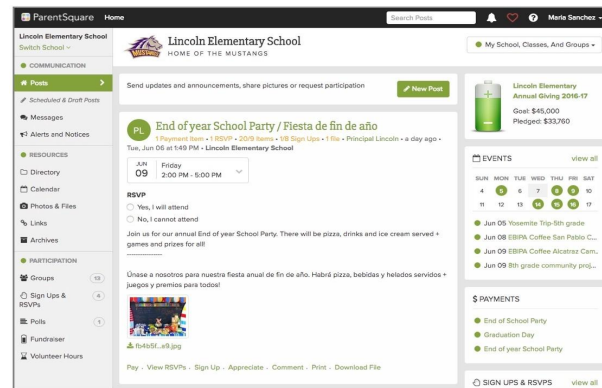 ParentSquare Home
Search Posts
Maria Sanchez
Lincoln Elementary School
Switch School
COMMUNICATION
Posts
Scheduled & Draft Posts
Messages
Alerts and Notices
RESOURCES
Directory
Calendar
Photos & Files
Links
Archives
PARTICIPATION
Groups 13
Sign Ups &
RSVPs
Polls 1
Fundraiser
Volunteer Hours
MUSTANGS
Lincoln Elementary School
HOME OF THE MUSTANGS
My School, Classes, And Groups
Send updates and announcements, share pictures or request participation
New Post
PL
End of year School Party / Fiesta de fin de año
1 Payment Item • 1 RSVP • 20/9 Items • 1/8 Sign Ups • 1 file • Principal Lincoln • a day ago •
Tue, Jun 06 at 1:49 PM • Lincoln Elementary School
JUN
09
Friday
2:00 PM - 5:00 PM
RSVP
Yes, I will attend
No, I cannot attend
Join us for our annual End of year School Party. There will be pizza, drinks and ice cream served +
games and prizes for all!
---------------
Únase a nosotros para nuestra fiesta anual de fin de año. Habrá pizza, bebidas y helados servidos +
juegos y premios para todos!
fb4b5f...e9.jpg
Pay . View RSVPs . Sign Up . Appreciate . Comment . Print . Download File
Lincoln Elementary
Annual Giving 2016-17
Goal: $45,000
Pledged: $33,760
EVENTS view all
SUN MON TUE WED THU FRI SAT
4 5 6 7 8 9 10
11 12 13 14 15 16 17
Jun 05 Yosemite Trip-5th grade
Jun 08 EBIPA Coffee San Pablo C...
Jun 09 EBIPA Coffee Alcatraz Cam..
Jun 09 8th grade community proj...
$ PAYMENTS
End of School Party
Graduation Day
End of year School Party
SIGN UPS & RSVPS view all